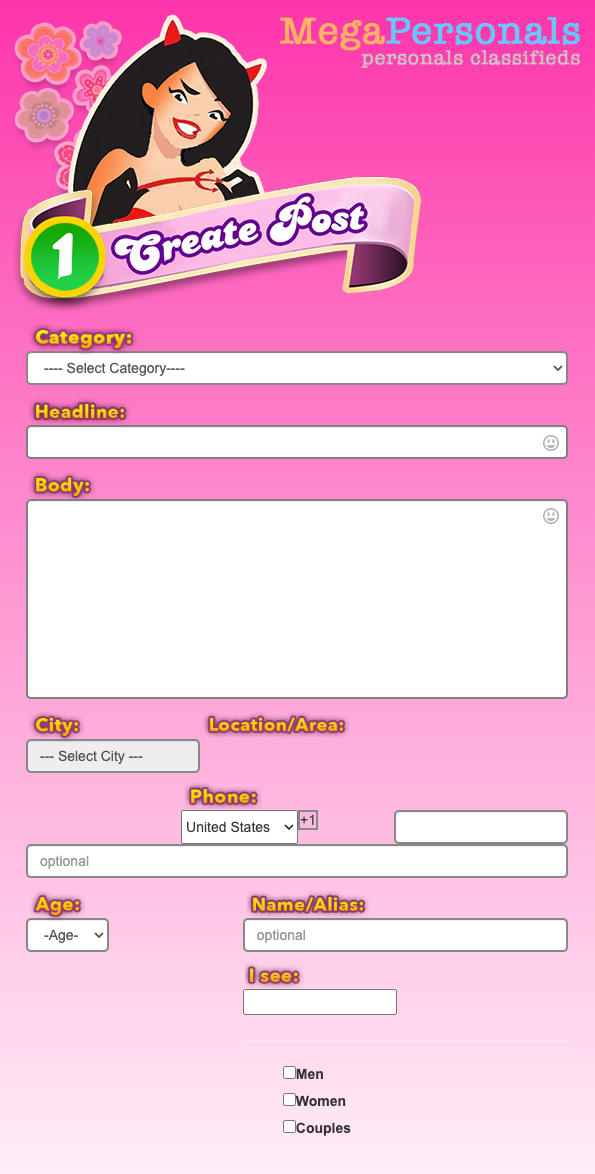 MegaPersonals
personals classifieds
1 Create Post
Category:
---- Select Category----
Headline:
Body:
City: Location/Area:
--- Select City ---
Phone:
United States +1
optional
Age: Name/Alias:
-Age- optional
I see:
Men
Women
Couples